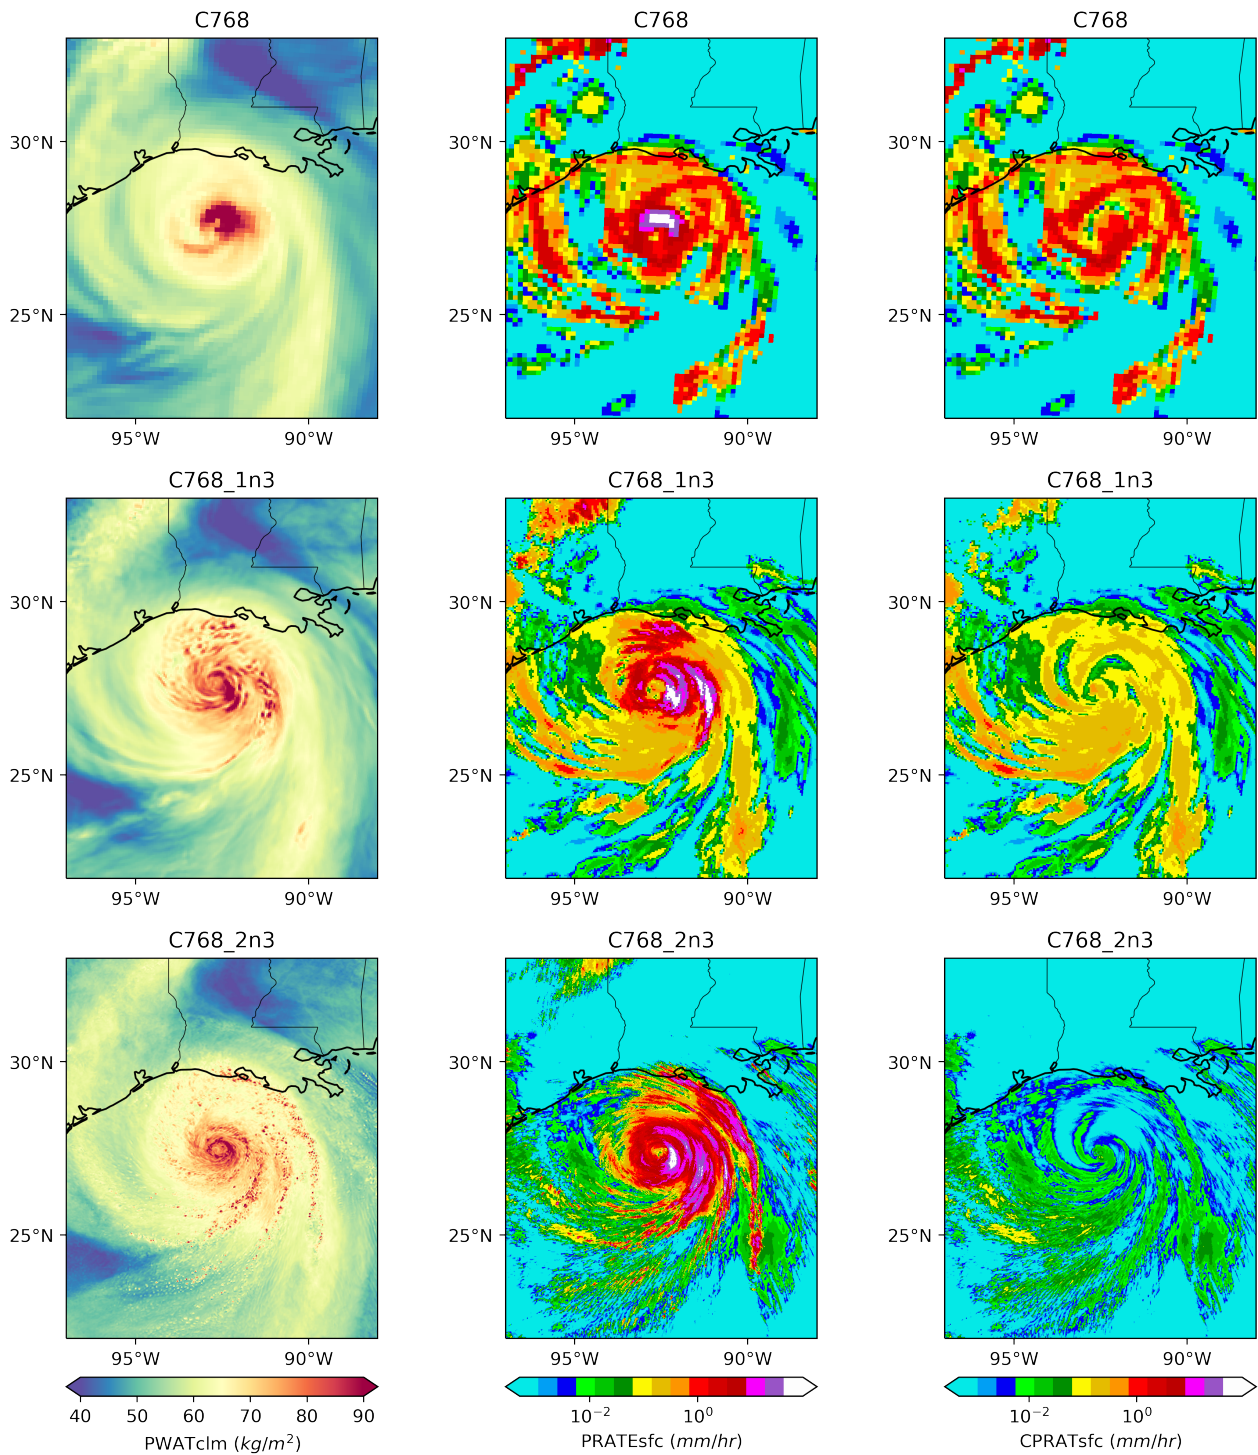 C768 C768 C768
30°N 30°N 30°N
25°N 25°N 25°N
95°W 90°W 95°W 90°W 95°W 90°W
C768_1n3 C768_1n3 C768_1n3
30°N 30°N 30°N
25°N 25°N 25°N
95°W 90°W 95°W 90°W 95°W 90°W
C768_2n3 C768_2n3 C768_2n3
30°N 30°N 30°N
25°N 25°N 25°N
95°W 90°W 95°W 90°W 95°W 90°W
40 50 60 70 80 90 10⁻² 10⁰ 10⁻² 10⁰
PWATclm (kg/m²) PRATEsfc (mm/hr) CPRATsfc (mm/hr)